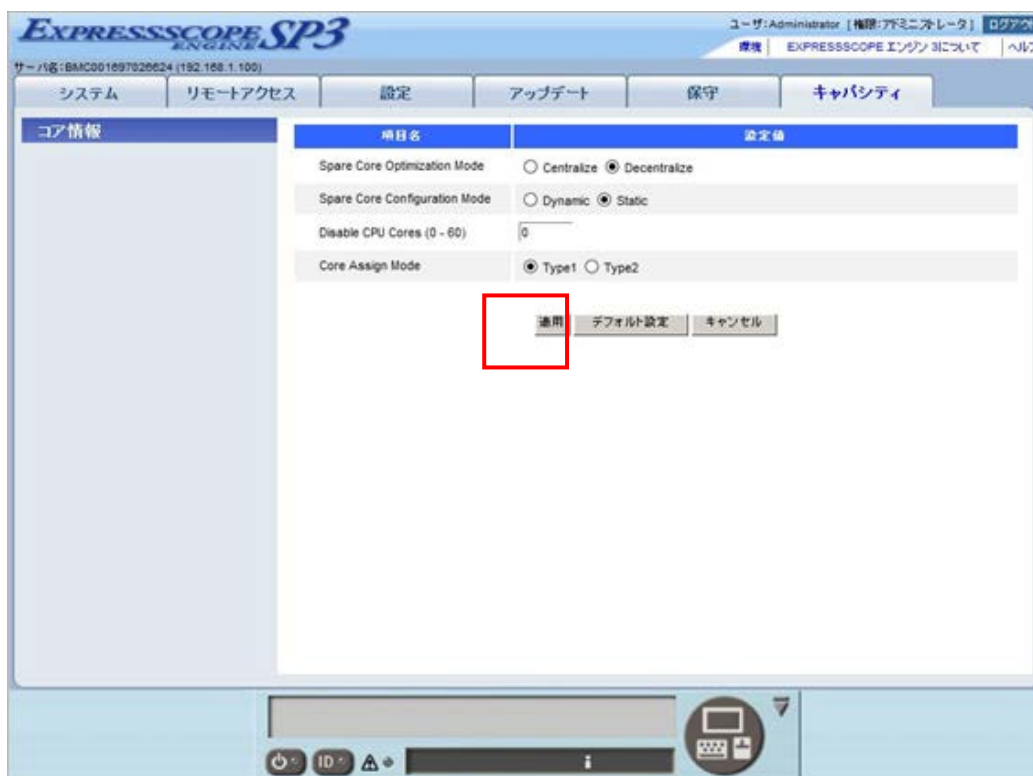 EXPRESSSCOPE
ENGINE SP3
ユーザ:Administrator [権限:アドミニストレータ] ログアウト
環境 EXPRESSSCOPE エンジン 3について ヘルプ
サーバ名:BMC001697026624 (192.168.1.100)
システム リモートアクセス 設定 アップデート 保守 キャパシティ
コア情報
項目名 設定値
Spare Core Optimization Mode Centralize Decentralize
Spare Core Configuration Mode Dynamic Static
Disable CPU Cores (0 - 60) 0
Core Assign Mode Type1 Type2
適用 デフォルト設定 キャンセル
ID